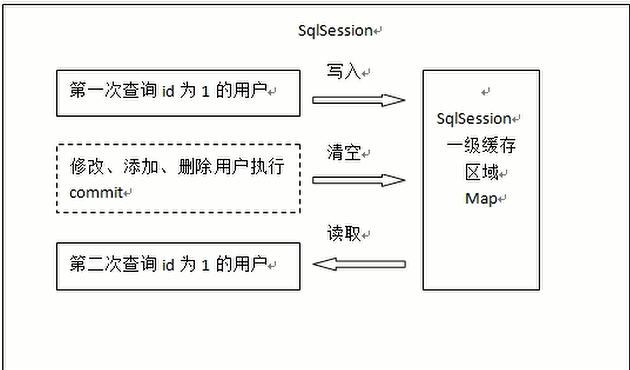 SqlSession
写入
第一次查询 id 为 1 的用户
清空
修改、添加、删除用户执行
commit
读取
第二次查询 id 为 1 的用户
SqlSession
一级缓存
区域
Map